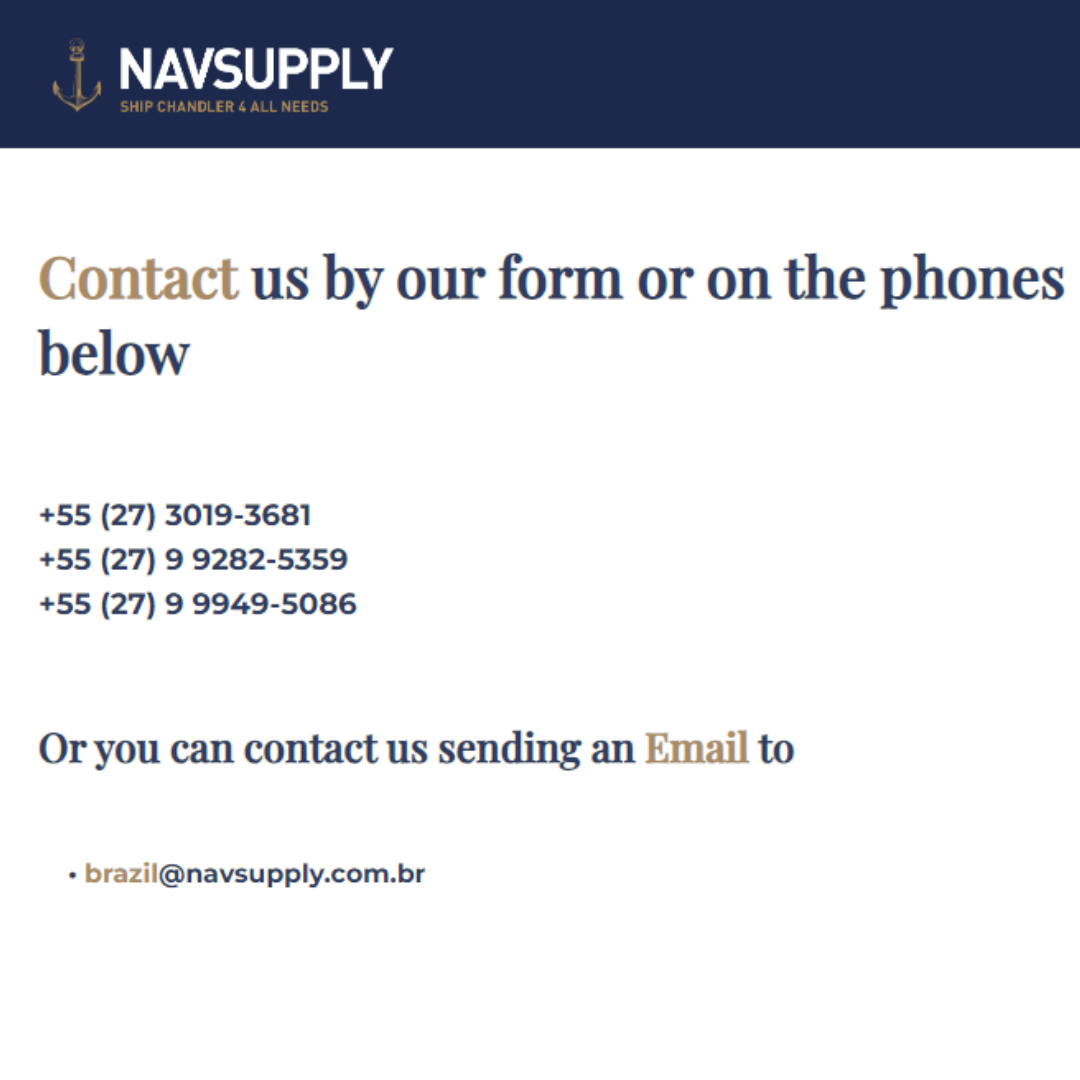 NAVSUPPLY
SHIP CHANDLER 4 ALL NEEDS
Contact us by our form or on the phones
below
+55 (27) 3019-3681
+55 (27) 9 9282-5359
+55 (27) 9 9949-5086
Or you can contact us sending an Email to
• brazil@navsupply.com.br